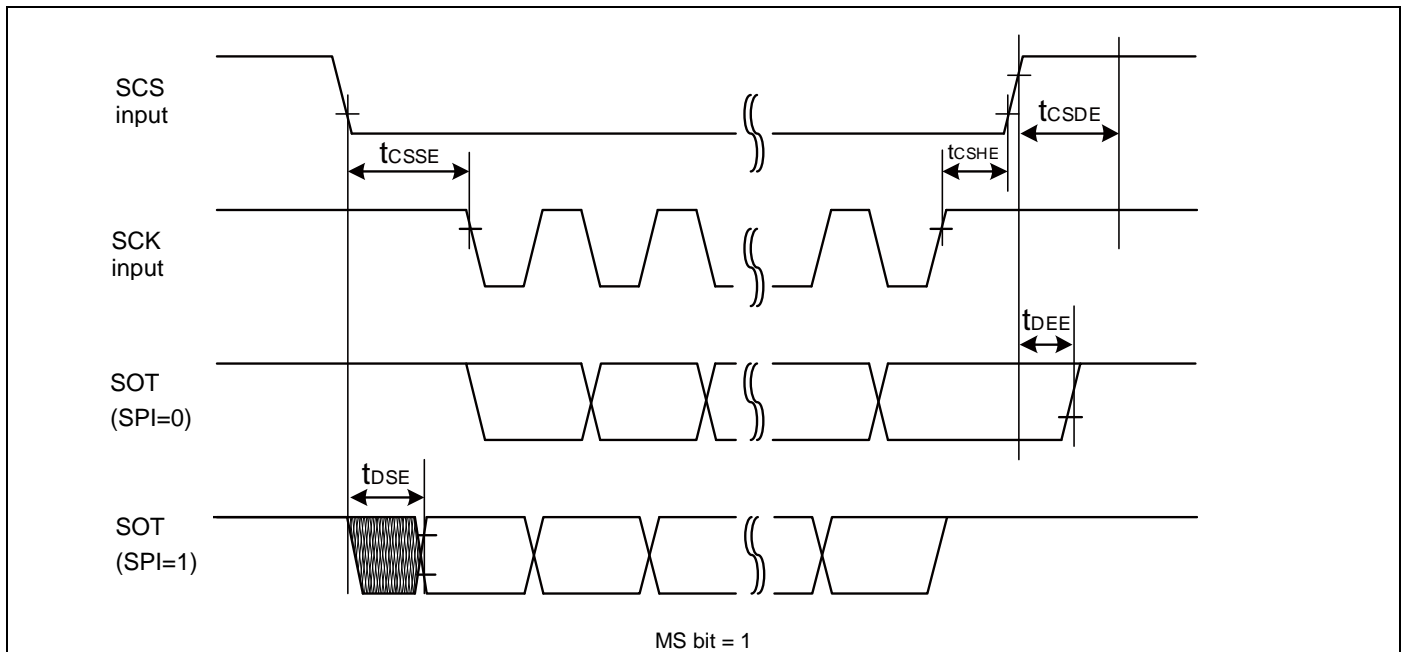 SCS
input
tCSSE
tCSHE
tCSDE
SCK
input
tDEE
SOT
(SPI=0)
tDSE
SOT
(SPI=1)
MS bit = 1